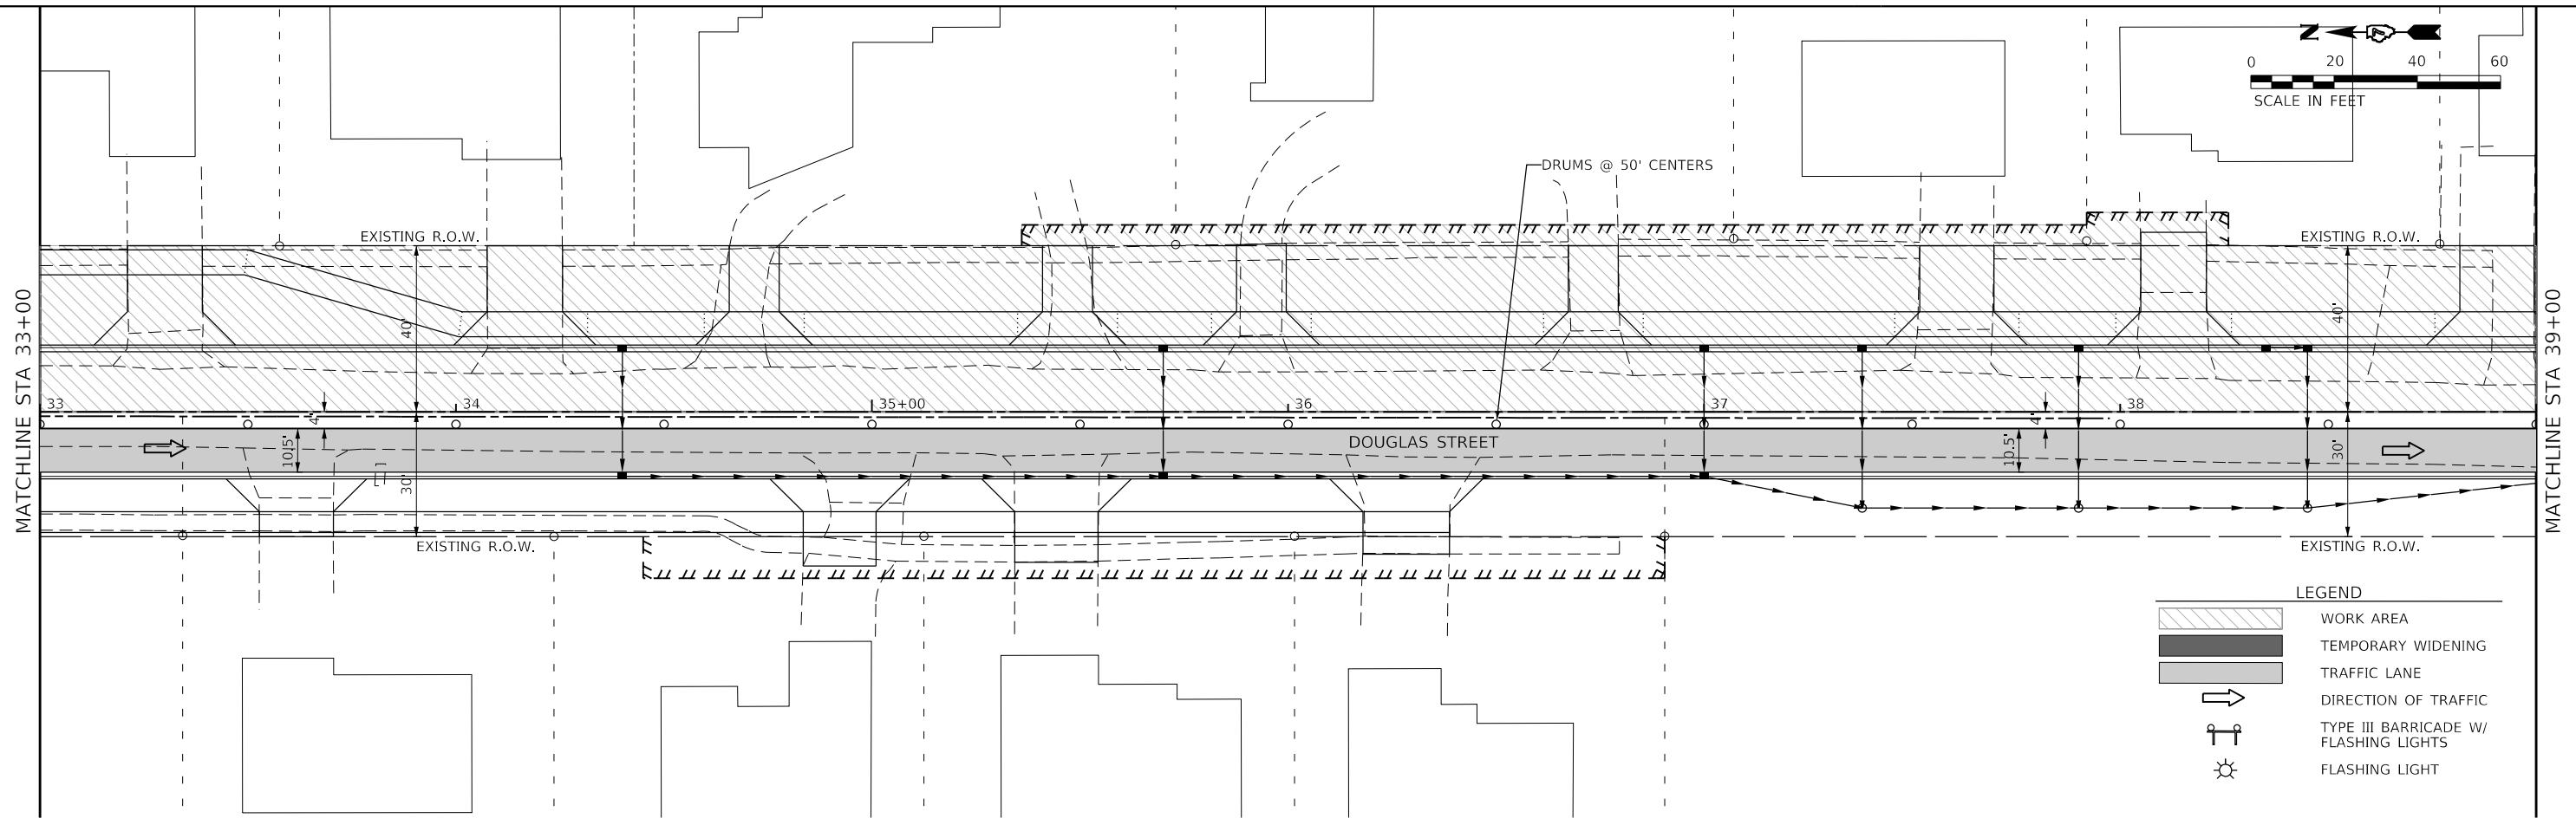 N
0 20 40 60
SCALE IN FEET
DRUMS @ 50' CENTERS
EXISTING R.O.W.
EXISTING R.O.W.
MATCHLINE STA 33+00
MATCHLINE STA 39+00
40'
40'
33
34
35+00
36
37
38
4'
4'
10.5'
10.5'
DOUGLAS STREET
30'
30'
EXISTING R.O.W.
EXISTING R.O.W.
LEGEND
WORK AREA
TEMPORARY WIDENING
TRAFFIC LANE
DIRECTION OF TRAFFIC
TYPE III BARRICADE W/
FLASHING LIGHTS
FLASHING LIGHT